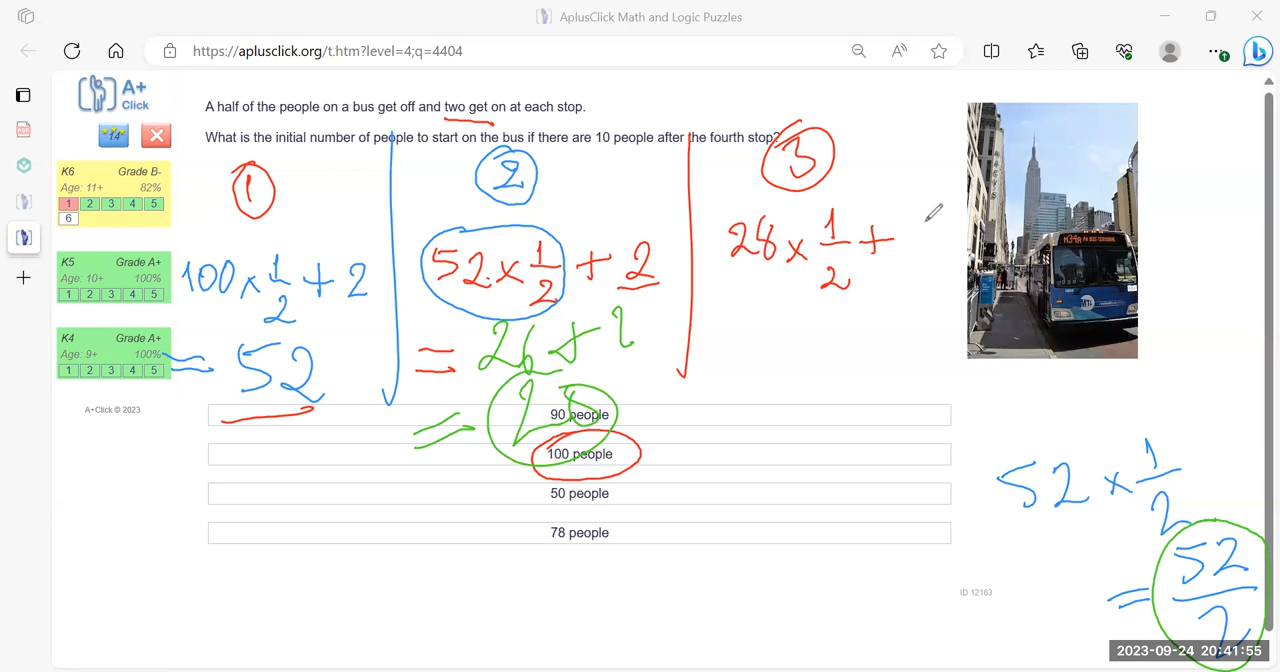 AplusClick Math and Logic Puzzles
https://aplusclick.org/t.htm?level=4;q=4404
A+
Click
14
K6 Grade B-
Age: 11+ 82%
1 2 3 4 5
6
K5 Grade A+
Age: 10+ 100%
1 2 3 4 5
K4 Grade A+
Age: 9+ 100%
1 2 3 4 5
A+Click © 2023
A half of the people on a bus get off and two get on at each stop.
What is the initial number of people to start on the bus if there are 10 people after the fourth stop?
1
100 × 1/2 + 2
= 52
2
52 × 1/2 + 2
= 26 + 2
= 28
3
28 × 1/2 +
90 people
100 people
50 people
78 people
52 × 1/2
= 52/2
ID 12163
2023-09-24 20:41:55